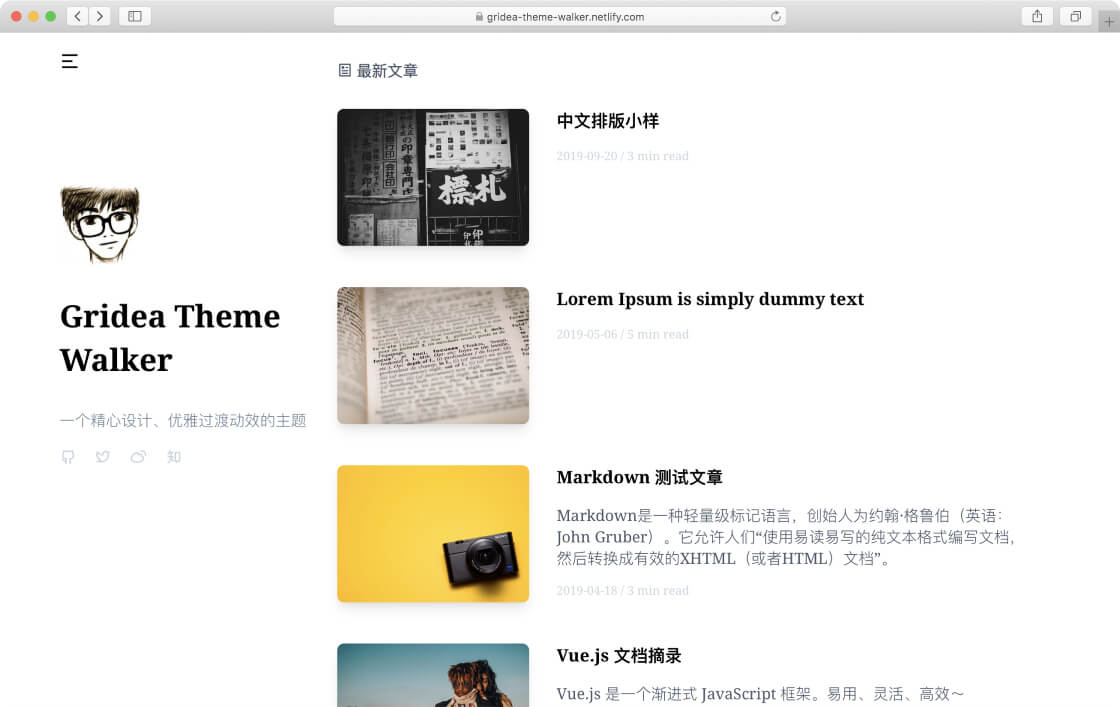 gridea-theme-walker.netlify.com
最新文章
Gridea Theme
Walker
一个精心设计、优雅过渡动效的主题
知
標札
中文排版小样
2019-09-20 / 3 min read
Lorem Ipsum is simply dummy text
2019-05-06 / 5 min read
Markdown 测试文章
Markdown是一种轻量级标记语言，创始人为约翰·格鲁伯（英语：
John Gruber）。它允许人们“使用易读易写的纯文本格式编写文档，
然后转换成有效的XHTML（或者HTML）文档”。
2019-04-18 / 3 min read
Vue.js 文档摘录
Vue.js 是一个渐进式 JavaScript 框架。易用、灵活、高效～